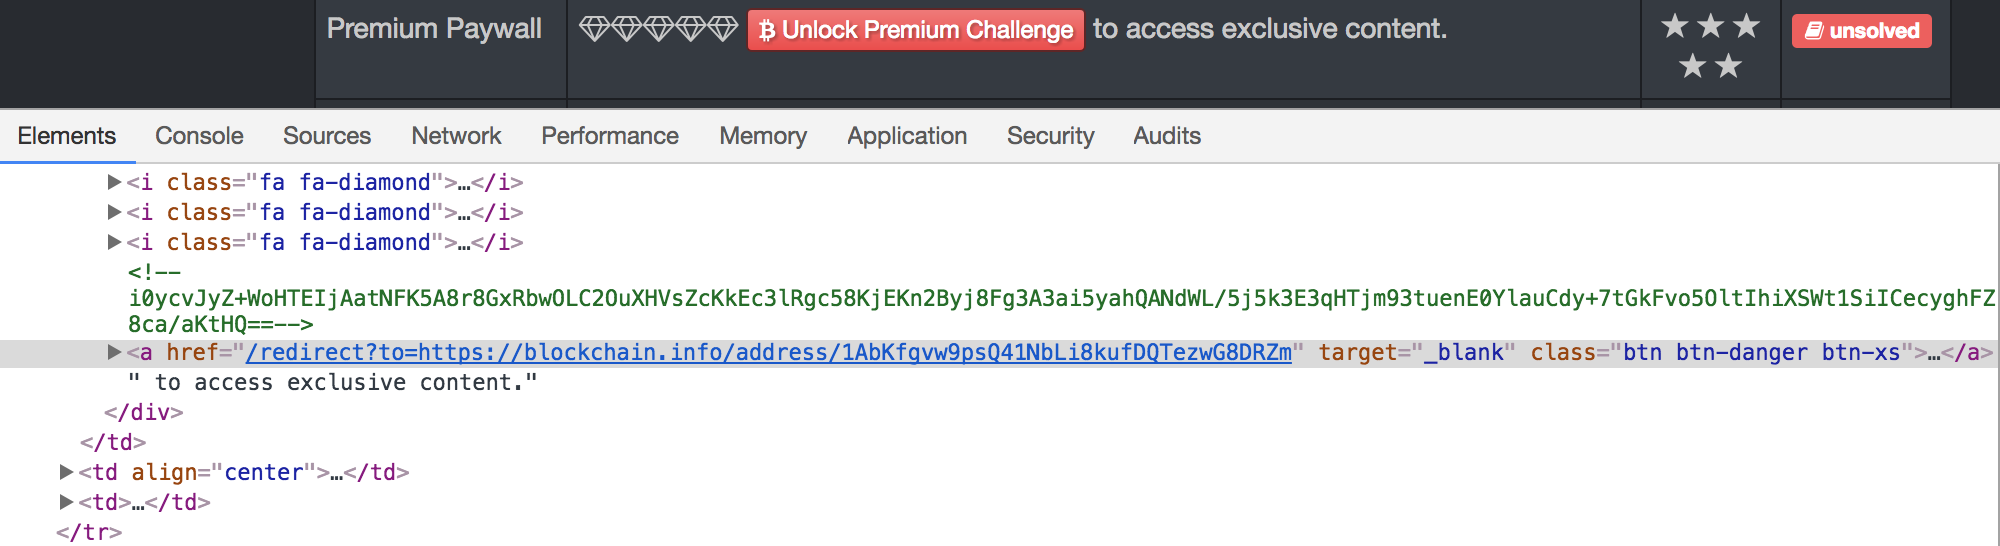 Premium Paywall
Unlock Premium Challenge to access exclusive content.
unsolved
Elements Console Sources Network Performance Memory Application Security Audits
<i class="fa fa-diamond">…</i>
<i class="fa fa-diamond">…</i>
<i class="fa fa-diamond">…</i>
<!--
i0ycvJyZ+WoHTEIjAatNFK5A8r8GxRbwOLC2OuXHVsZcKkEc3lRgc58KjEKn2Byj8Fg3A3ai5yahQANdWL/5j5k3E3qHTjm93tuenE0YlauCdy+7tGkFvo5OltIhiXSWt1SiICecyghFZ
8ca/aKtHQ==-->
<a href="/redirect?to=https://blockchain.info/address/1AbKfgvw9psQ41NbLi8kufDQTezwG8DRZm" target="_blank" class="btn btn-danger btn-xs">…</a>
" to access exclusive content."
</div>
</td>
<td align="center">…</td>
<td>…</td>
</tr>